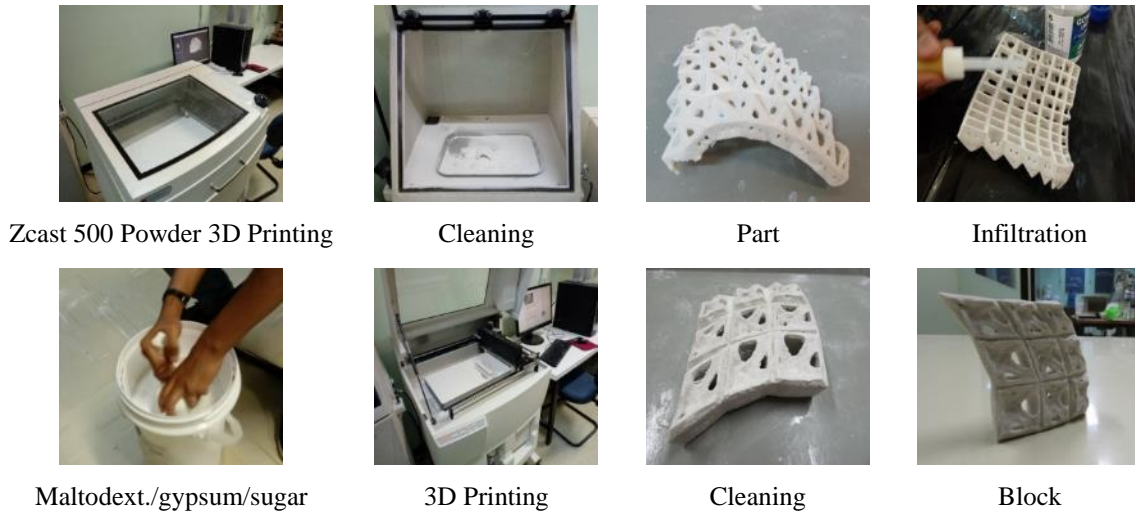 Zcast 500 Powder 3D Printing
Cleaning
Part
Infiltration
Maltodext./gypsum/sugar
3D Printing
Cleaning
Block